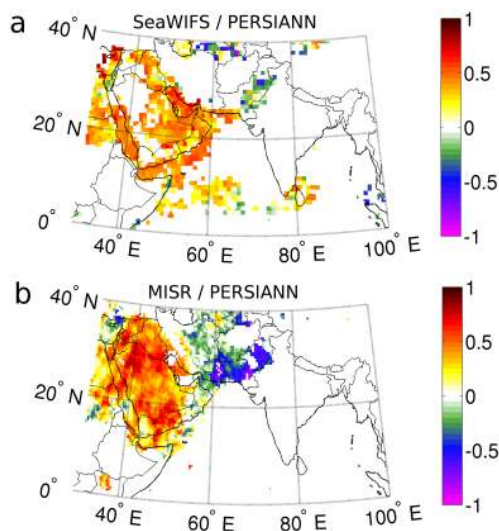 a
SeaWIFS / PERSIANN
40° N
20° N
0°
40° E
60° E
80° E
100° E
1
0.5
0
-0.5
-1
b
MISR / PERSIANN
40° N
20° N
0°
40° E
60° E
80° E
100° E
1
0.5
0
-0.5
-1